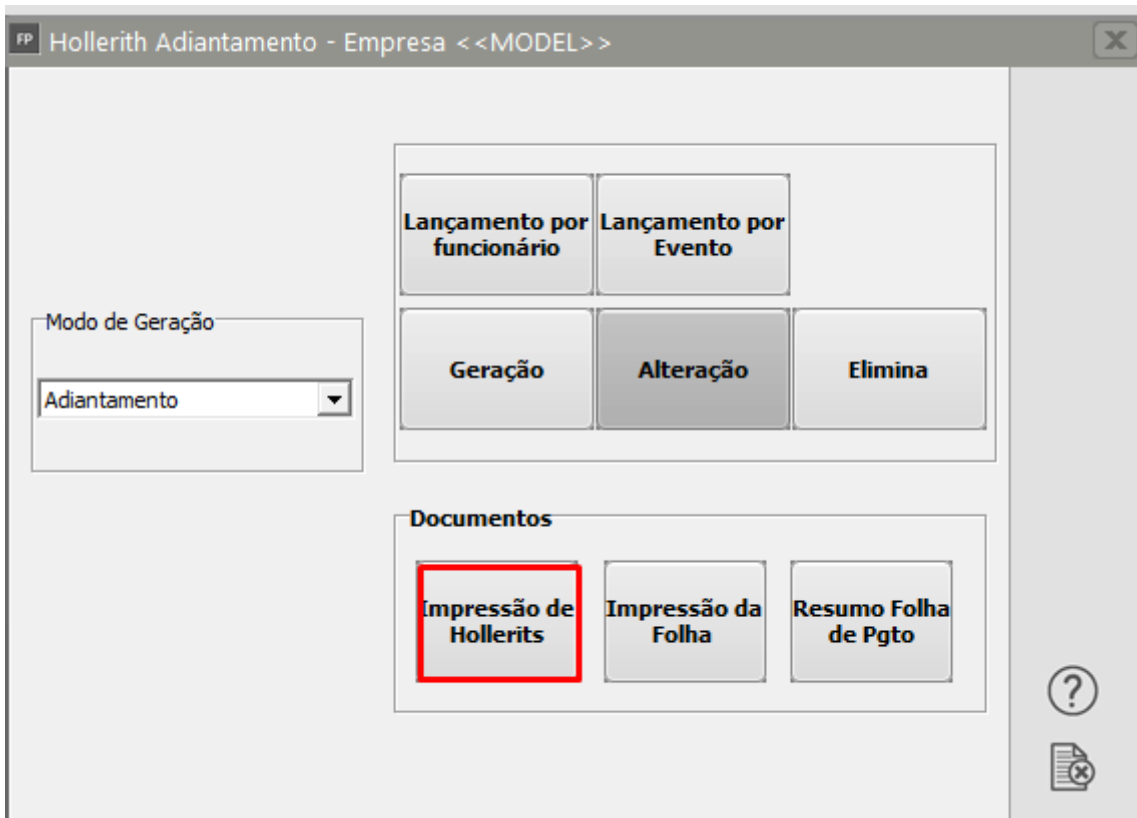 FP Hollerith Adiantamento - Empresa <<MODEL>>
Lançamento por
funcionário
Lançamento por
Evento
Modo de Geração
Adiantamento
Geração
Alteração
Elimina
Documentos
Impressão de
Hollerits
Impressão da
Folha
Resumo Folha
de Pgto
?